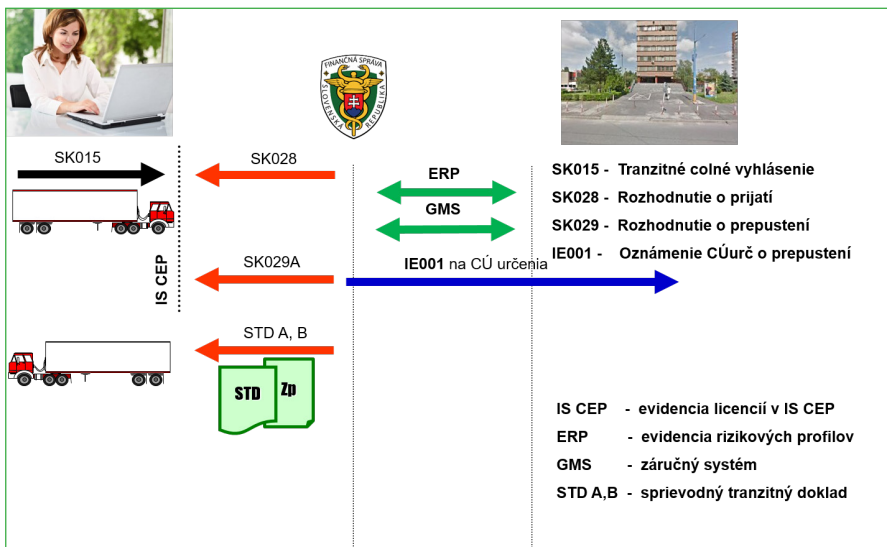 FINANČNÁ SPRÁVA
SLOVENSKÁ REPUBLIKA
SK015
SK028
ERP
GMS
IS CEP
SK029A
IE001 na CÚ určenia
STD A, B
STD
Zp
SK015 - Tranzitné colné vyhlásenie
SK028 - Rozhodnutie o prijatí
SK029 - Rozhodnutie o prepustení
IE001 - Oznámenie CÚurč o prepustení
IS CEP - evidencia licencií v IS CEP
ERP - evidencia rizikových profilov
GMS - záručný systém
STD A,B - sprievodný tranzitný doklad